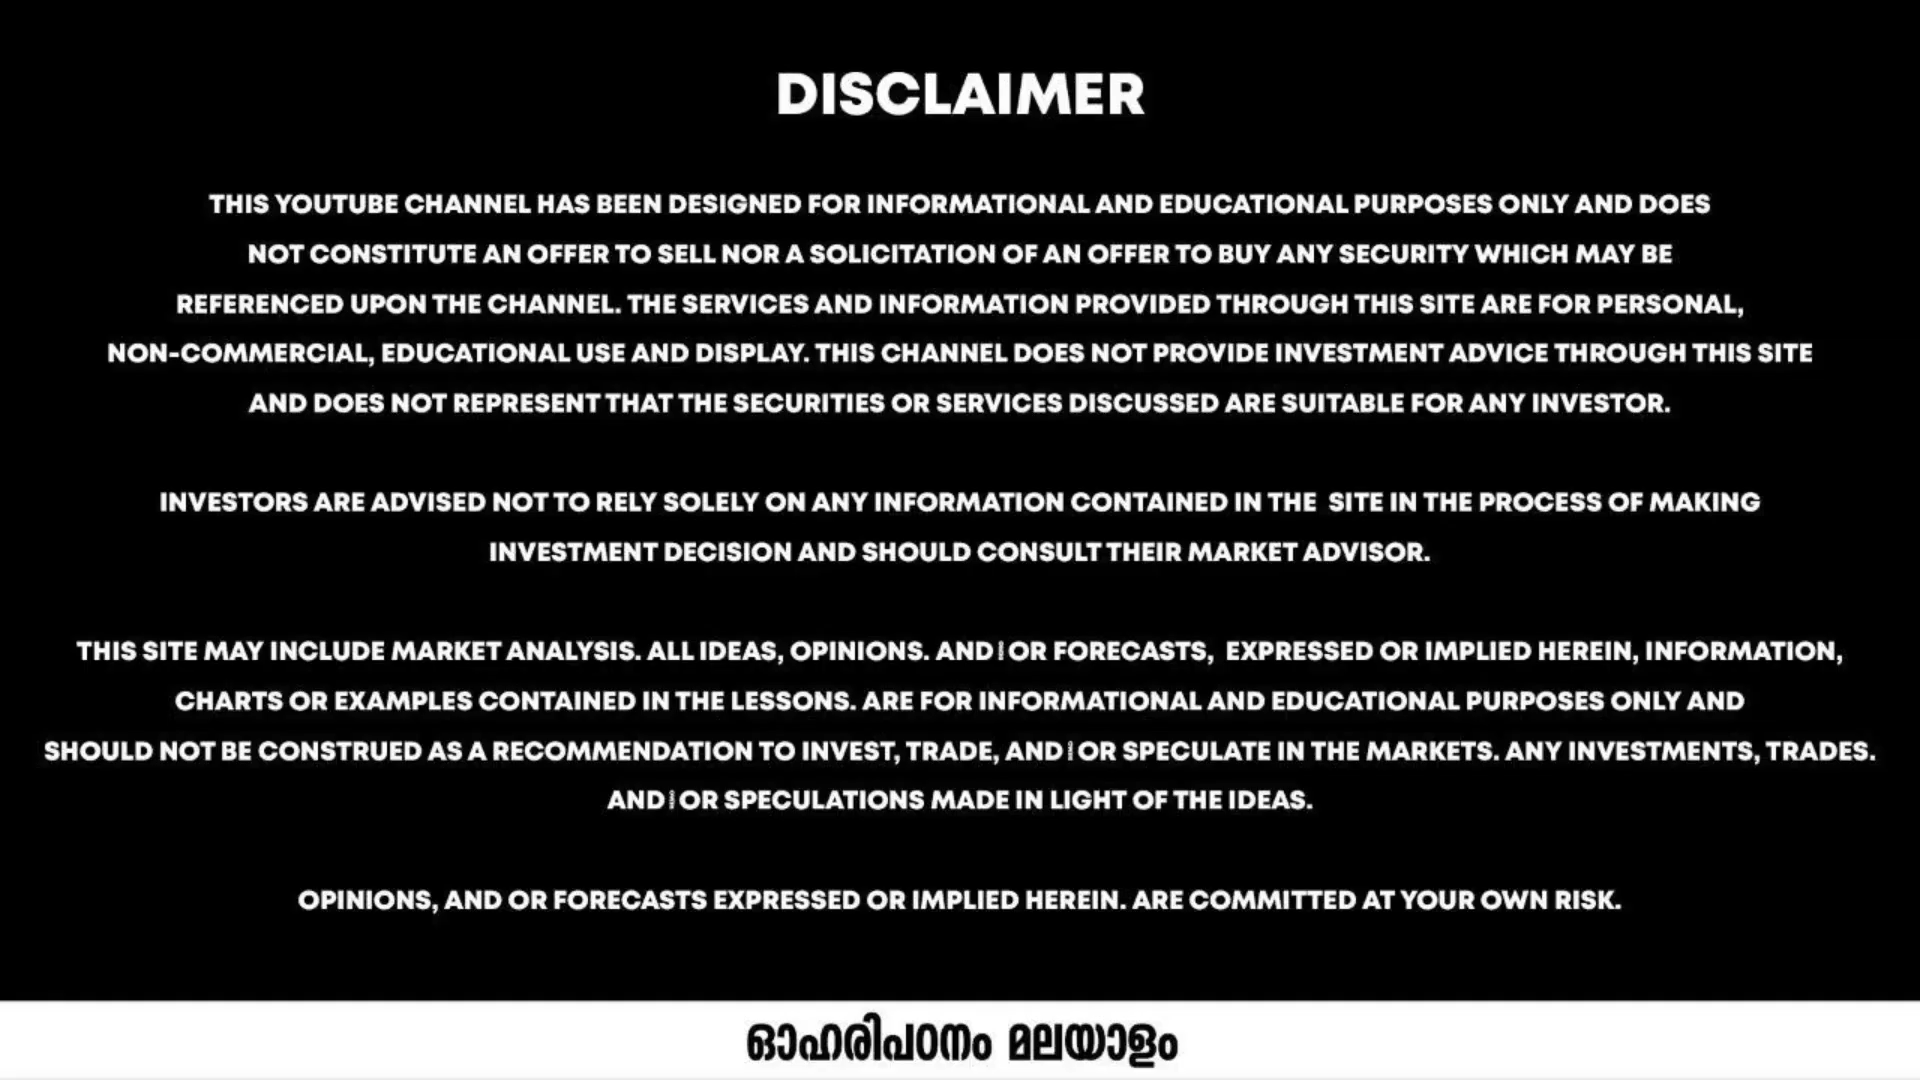 DISCLAIMER
THIS YOUTUBE CHANNEL HAS BEEN DESIGNED FOR INFORMATIONAL AND EDUCATIONAL PURPOSES ONLY AND DOES
NOT CONSTITUTE AN OFFER TO SELL NOR A SOLICITATION OF AN OFFER TO BUY ANY SECURITY WHICH MAY BE
REFERENCED UPON THE CHANNEL. THE SERVICES AND INFORMATION PROVIDED THROUGH THIS SITE ARE FOR PERSONAL,
NON-COMMERCIAL, EDUCATIONAL USE AND DISPLAY. THIS CHANNEL DOES NOT PROVIDE INVESTMENT ADVICE THROUGH THIS SITE
AND DOES NOT REPRESENT THAT THE SECURITIES OR SERVICES DISCUSSED ARE SUITABLE FOR ANY INVESTOR.
INVESTORS ARE ADVISED NOT TO RELY SOLELY ON ANY INFORMATION CONTAINED IN THE SITE IN THE PROCESS OF MAKING
INVESTMENT DECISION AND SHOULD CONSULT THEIR MARKET ADVISOR.
THIS SITE MAY INCLUDE MARKET ANALYSIS. ALL IDEAS, OPINIONS. AND OR FORECASTS, EXPRESSED OR IMPLIED HEREIN, INFORMATION,
CHARTS OR EXAMPLES CONTAINED IN THE LESSONS. ARE FOR INFORMATIONAL AND EDUCATIONAL PURPOSES ONLY AND
SHOULD NOT BE CONSTRUED AS A RECOMMENDATION TO INVEST, TRADE, AND OR SPECULATE IN THE MARKETS. ANY INVESTMENTS, TRADES.
AND OR SPECULATIONS MADE IN LIGHT OF THE IDEAS.
OPINIONS, AND OR FORECASTS EXPRESSED OR IMPLIED HEREIN. ARE COMMITTED AT YOUR OWN RISK.
ഓഹരിപഠനം മലയാളം